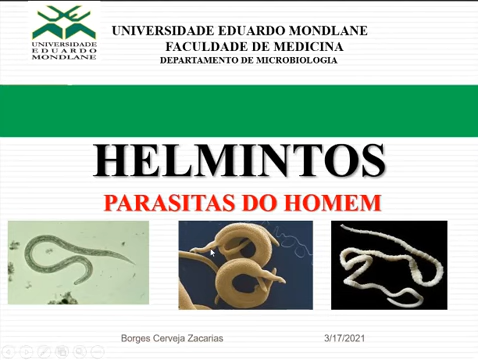 UNIVERSIDADE
EDUARDO
MONDLANE
UNIVERSIDADE EDUARDO MONDLANE
FACULDADE DE MEDICINA
DEPARTAMENTO DE MICROBIOLOGIA
HELMINTOS
PARASITAS DO HOMEM
Borges Cerveja Zacarias
3/17/2021